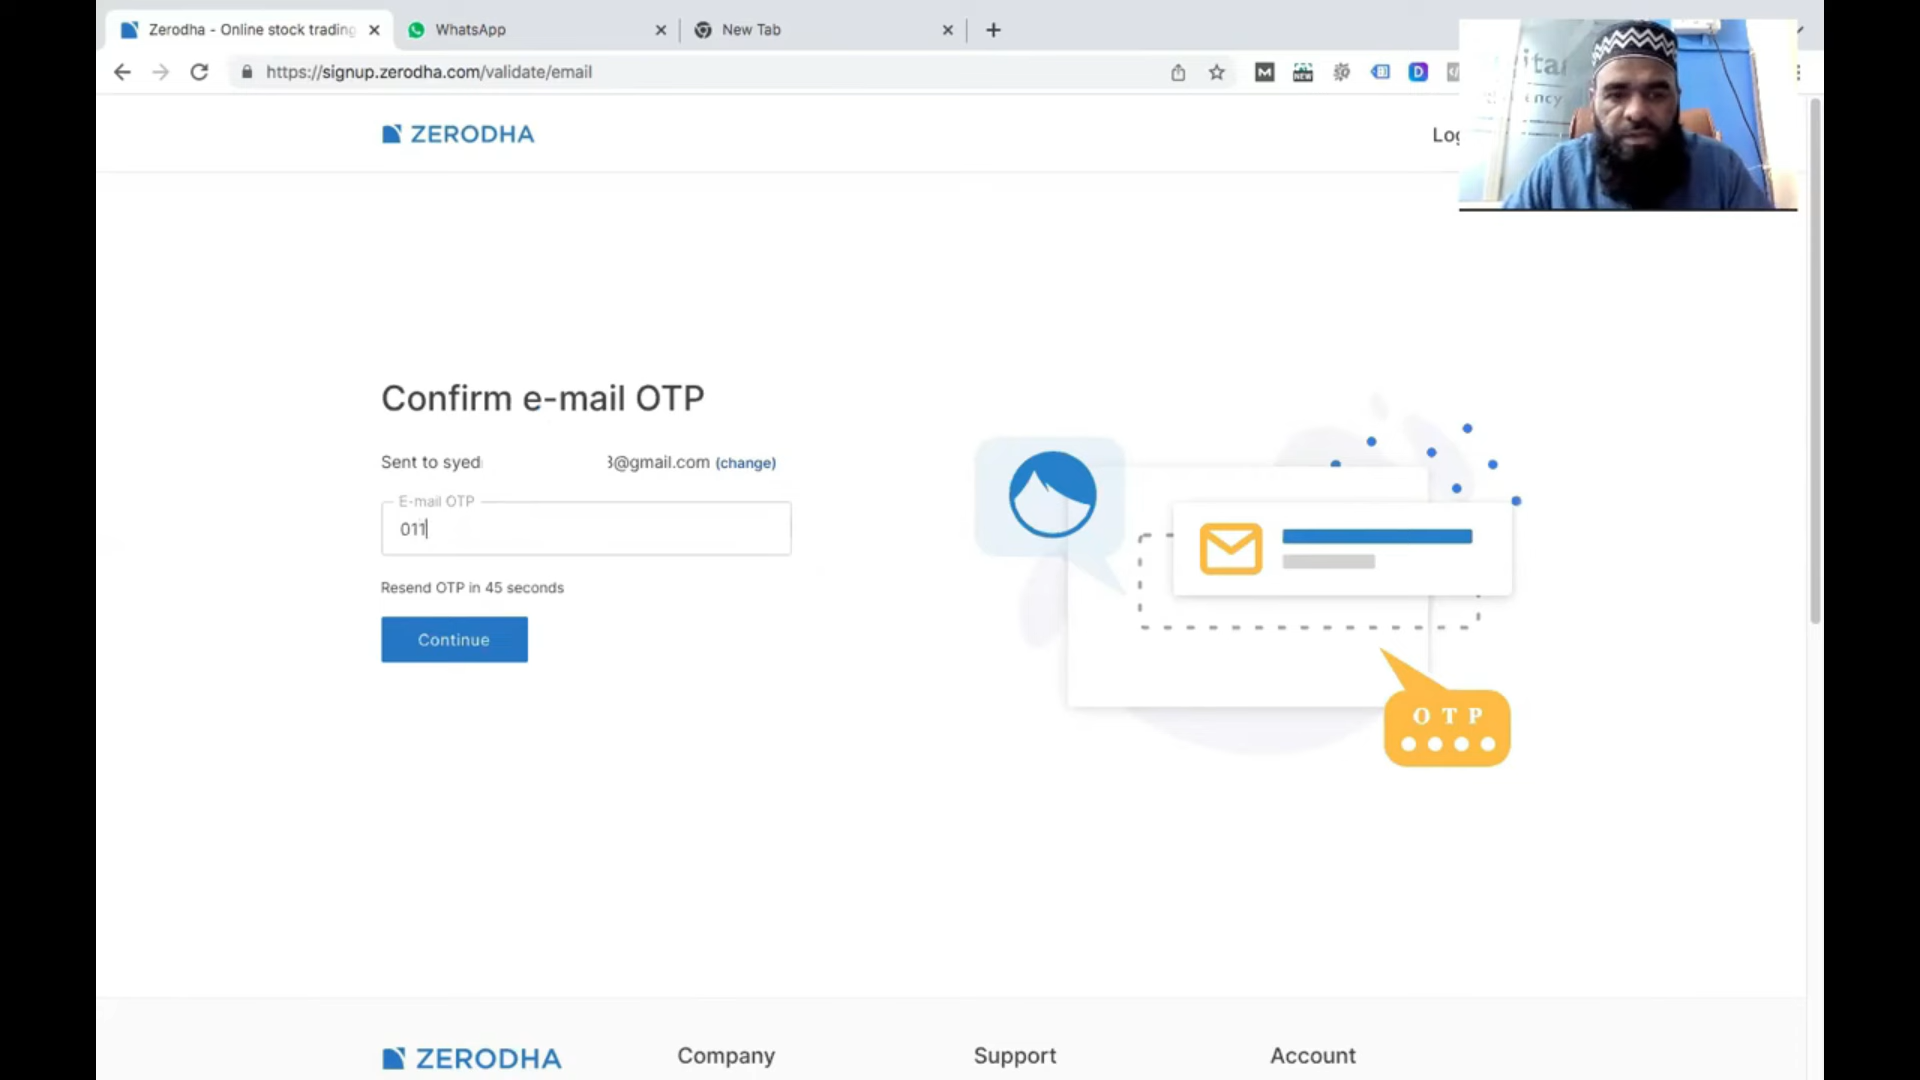 Zerodha - Online stock trading
WhatsApp
New Tab
https://signup.zerodha.com/validate/email
ZERODHA
Log
Confirm e-mail OTP
Sent to syed 3@gmail.com (change)
E-mail OTP
011
Resend OTP in 45 seconds
Continue
OTP
ZERODHA
Company
Support
Account